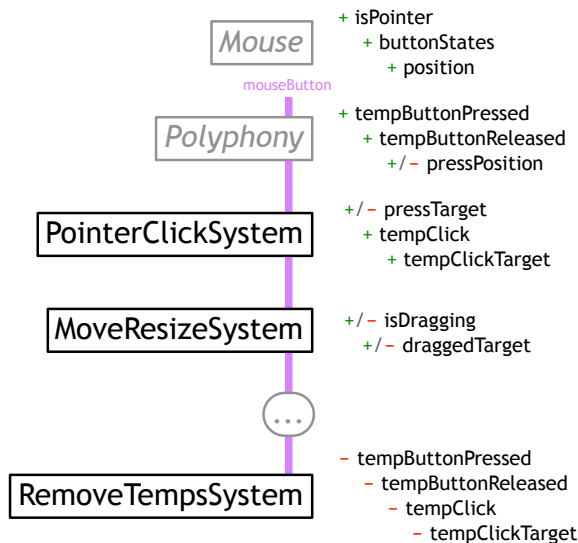 Mouse
+ isPointer
+ buttonStates
+ position
mouseButton
Polyphony
+ tempButtonPressed
+ tempButtonReleased
+/- pressPosition
PointerClickSystem
+/- pressTarget
+ tempClick
+ tempClickTarget
MoveResizeSystem
+/- isDragging
+/- draggedTarget
...
RemoveTempsSystem
- tempButtonPressed
- tempButtonReleased
- tempClick
- tempClickTarget